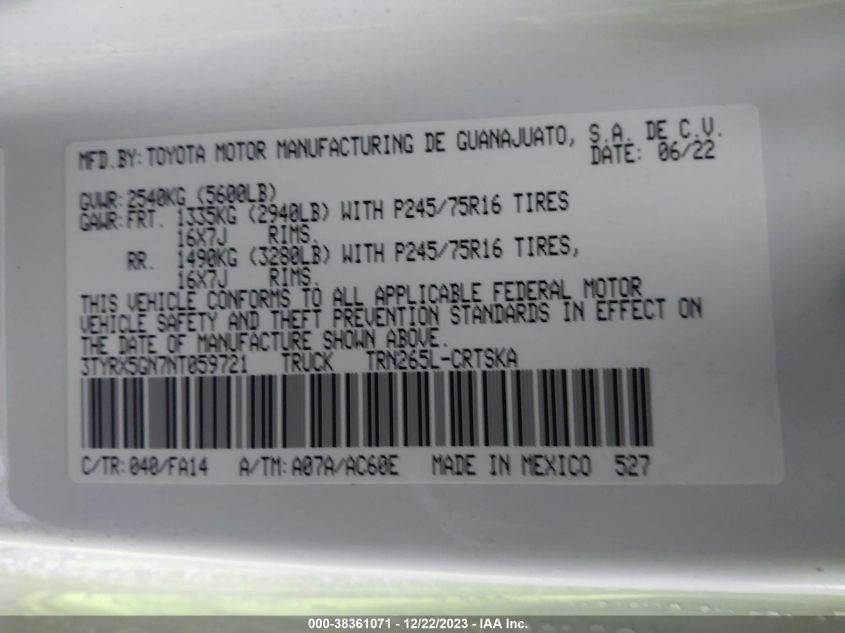 MFD.BY:TOYOTA MOTOR MANUFACTURING DE GUANAJUATO, S.A. DE C.V.
DATE: 06/22
GVWR:2540KG (5600LB)
GAWR:FRT. 1335KG (2940LB) WITH P245/75R16 TIRES
16X7J RIMS.
RR. 1490KG (3280LB) WITH P245/75R16 TIRES,
16X7J RIMS.
THIS VEHICLE CONFORMS TO ALL APPLICABLE FEDERAL MOTOR
VEHICLE SAFETY AND THEFT PREVENTION STANDARDS IN EFFECT ON
THE DATE OF MANUFACTURE SHOWN ABOVE.
3TYRX5GN7NT059721 TRUCK TRN265L-CRTSKA
C/TR:040/FA14 A/TM:A07A/AC60E MADE IN MEXICO 527
000-38361071 - 12/22/2023 - IAA Inc.